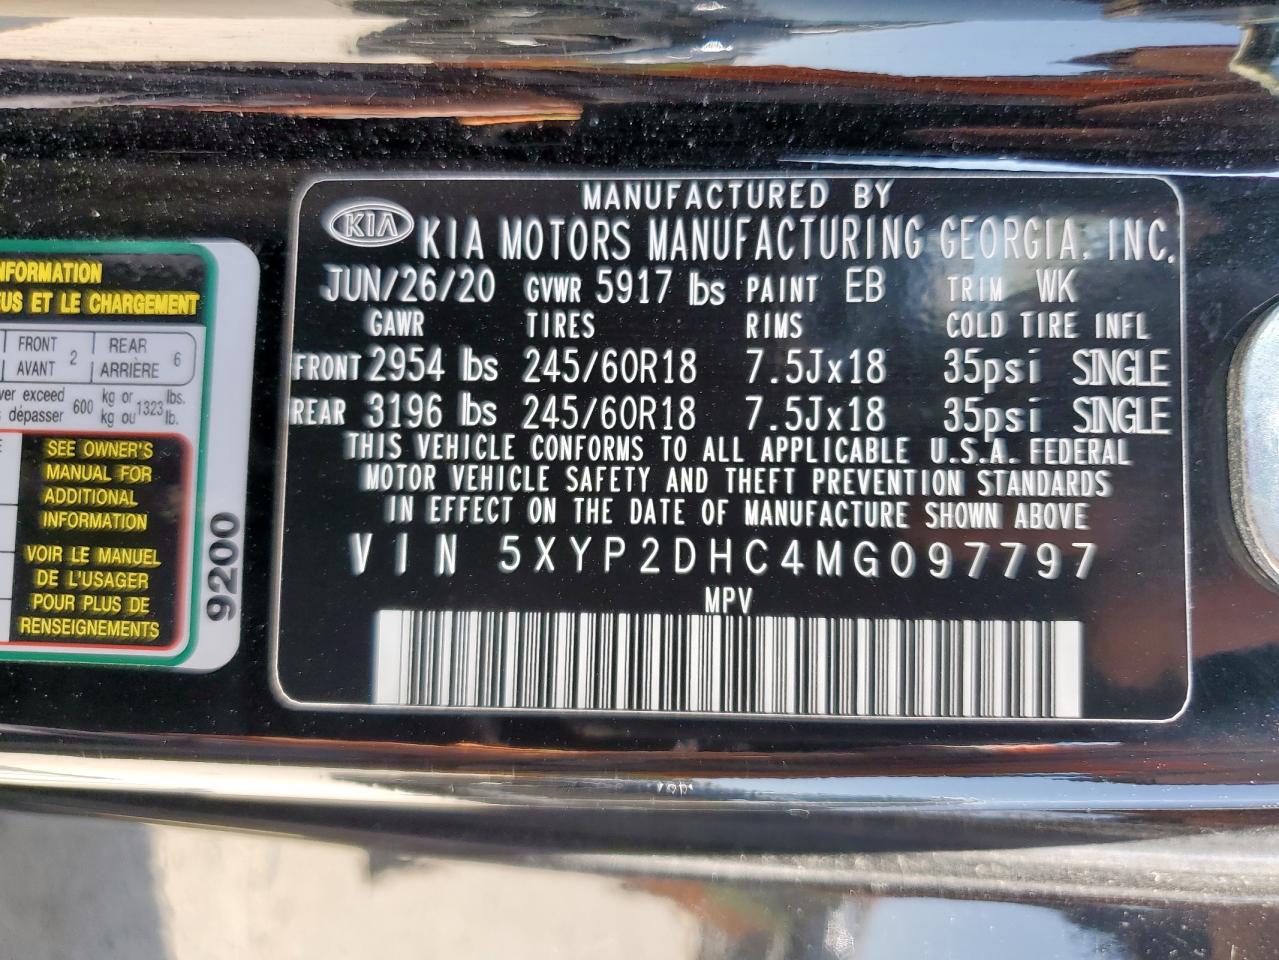 NFORMATION
EUS ET LE CHARGEMENT
FRONT
AVANT 2 REAR
ARRIÈRE 6
ver exceed
s dépasser 600 kg or
kg ou 1323 lbs.
lb.
SEE OWNER'S
MANUAL FOR
ADDITIONAL
INFORMATION
VOIR LE MANUEL
DE L'USAGER
POUR PLUS DE
RENSEIGNEMENTS
9200
MANUFACTURED BY
KIA KIA MOTORS MANUFACTURING GEORGIA, INC.
JUN/26/20 GVWR 5917 lbs PAINT EB TRIM WK
GAWR TIRES RIMS COLD TIRE INFL
FRONT 2954 lbs 245/60R18 7.5Jx18 35psi SINGLE
REAR 3196 lbs 245/60R18 7.5Jx18 35psi SINGLE
THIS VEHICLE CONFORMS TO ALL APPLICABLE U.S.A. FEDERAL
MOTOR VEHICLE SAFETY AND THEFT PREVENTION STANDARDS
IN EFFECT ON THE DATE OF MANUFACTURE SHOWN ABOVE
VIN 5XYP2DHC4MG097797
MPV